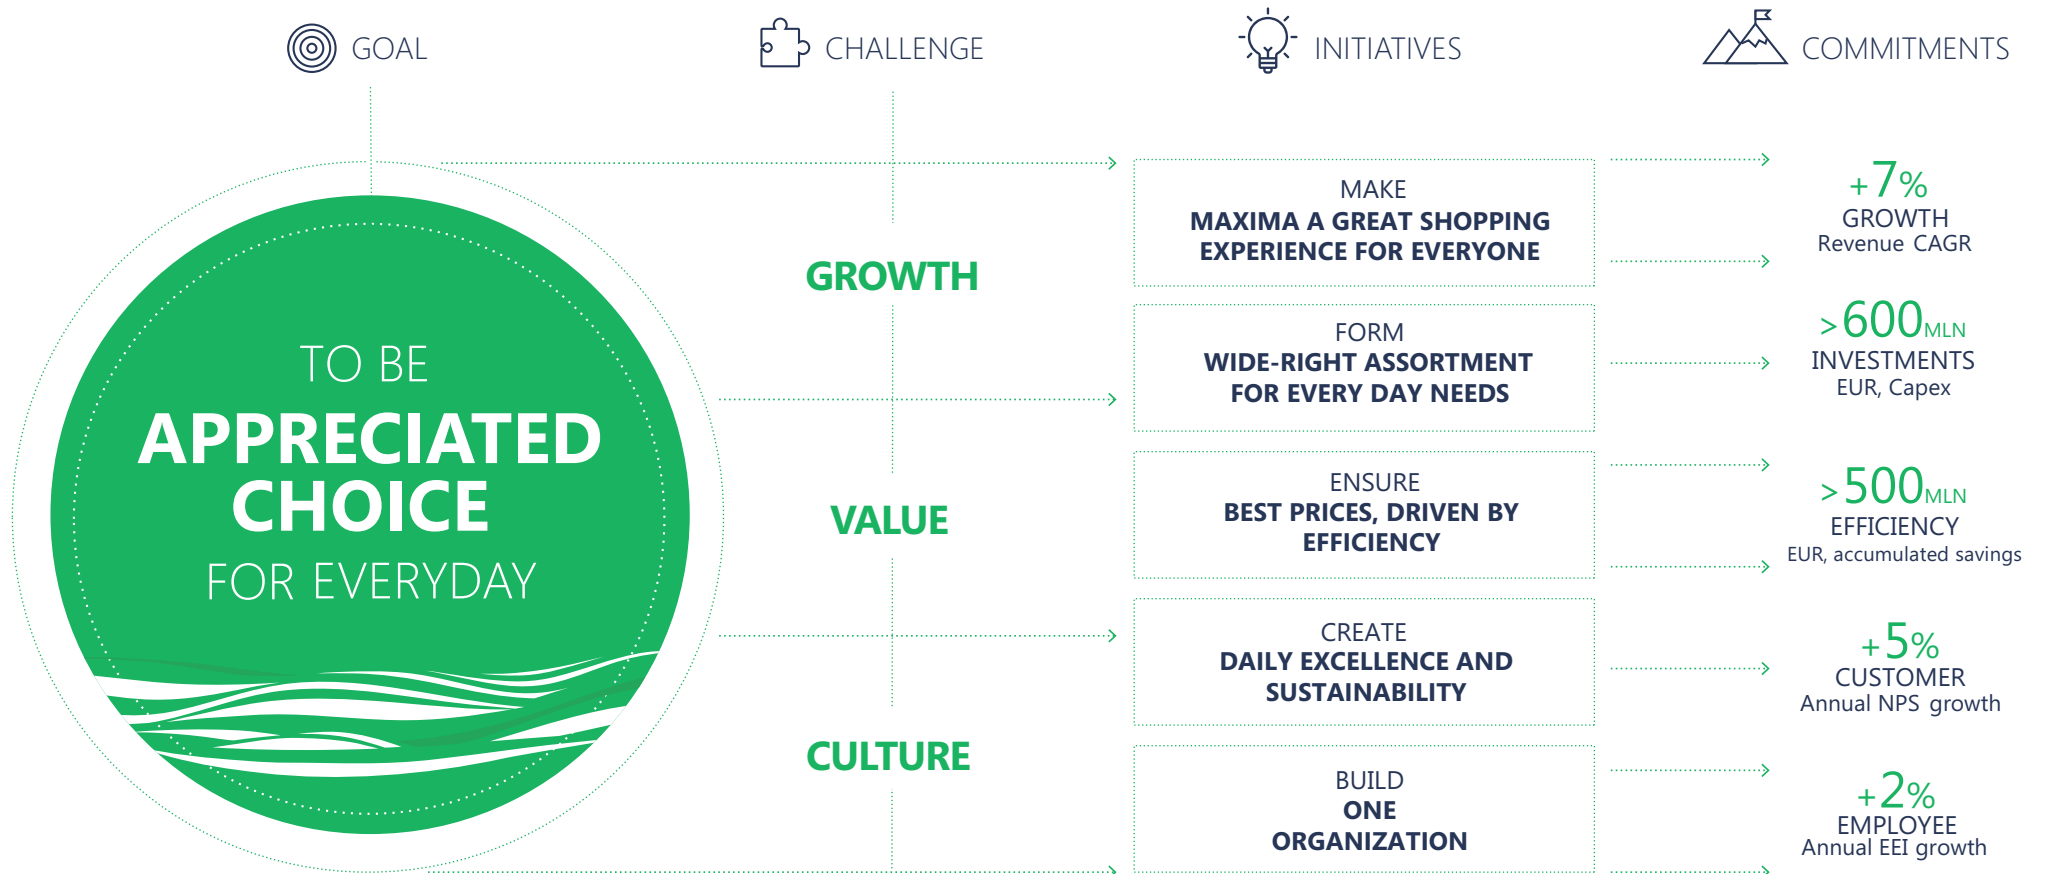 GOAL
CHALLENGE
INITIATIVES
COMMITMENTS
TO BE
APPRECIATED
CHOICE
FOR EVERYDAY
GROWTH
VALUE
CULTURE
MAKE
MAXIMA A GREAT SHOPPING
EXPERIENCE FOR EVERYONE
FORM
WIDE-RIGHT ASSORTMENT
FOR EVERY DAY NEEDS
ENSURE
BEST PRICES, DRIVEN BY
EFFICIENCY
CREATE
DAILY EXCELLENCE AND
SUSTAINABILITY
BUILD
ONE
ORGANIZATION
+7%
GROWTH
Revenue CAGR
>600MLN
INVESTMENTS
EUR, Capex
>500MLN
EFFICIENCY
EUR, accumulated savings
+5%
CUSTOMER
Annual NPS growth
+2%
EMPLOYEE
Annual EEI growth